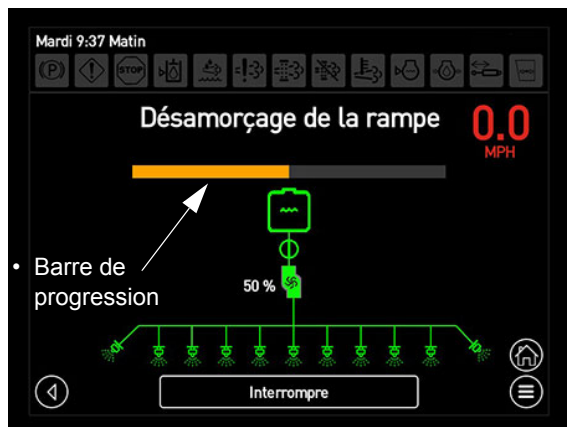 Mardi 9:37 Matin
(P)
STOP
Désamorçage de la rampe
0.0
MPH
• Barre de
progression
50 %
Interrompre